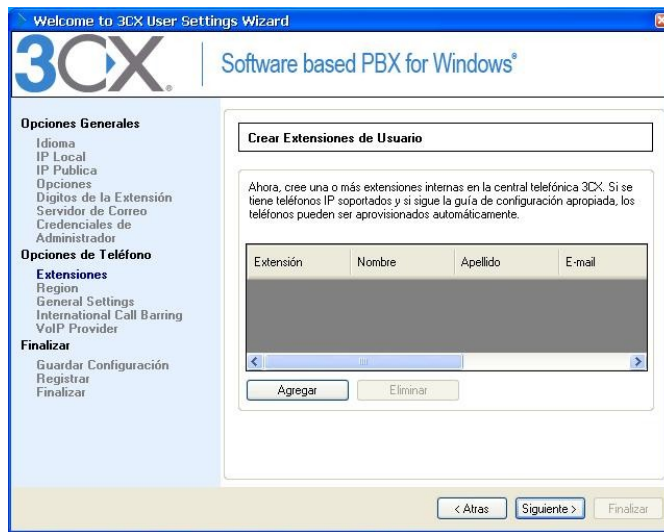 Welcome to 3CX User Settings Wizard
3CX®
Software based PBX for Windows®
Opciones Generales
Idioma
IP Local
IP Publica
Opciones
Digitos de la Extensión
Servidor de Correo
Credenciales de
Administrador
Opciones de Teléfono
Extensiones
Region
General Settings
International Call Barring
VoIP Provider
Finalizar
Guardar Configuración
Registrar
Finalizar
Crear Extensiones de Usuario
Ahora, cree una o más extensiones internas en la central telefónica 3CX. Si se
tiene teléfonos IP soportados y si sigue la guía de configuración apropiada, los
teléfonos pueden ser aprovisionados automáticamente.
Extensión Nombre Apellido E-mail
Agregar Eliminar
< Atras Siguiente > Finalizar